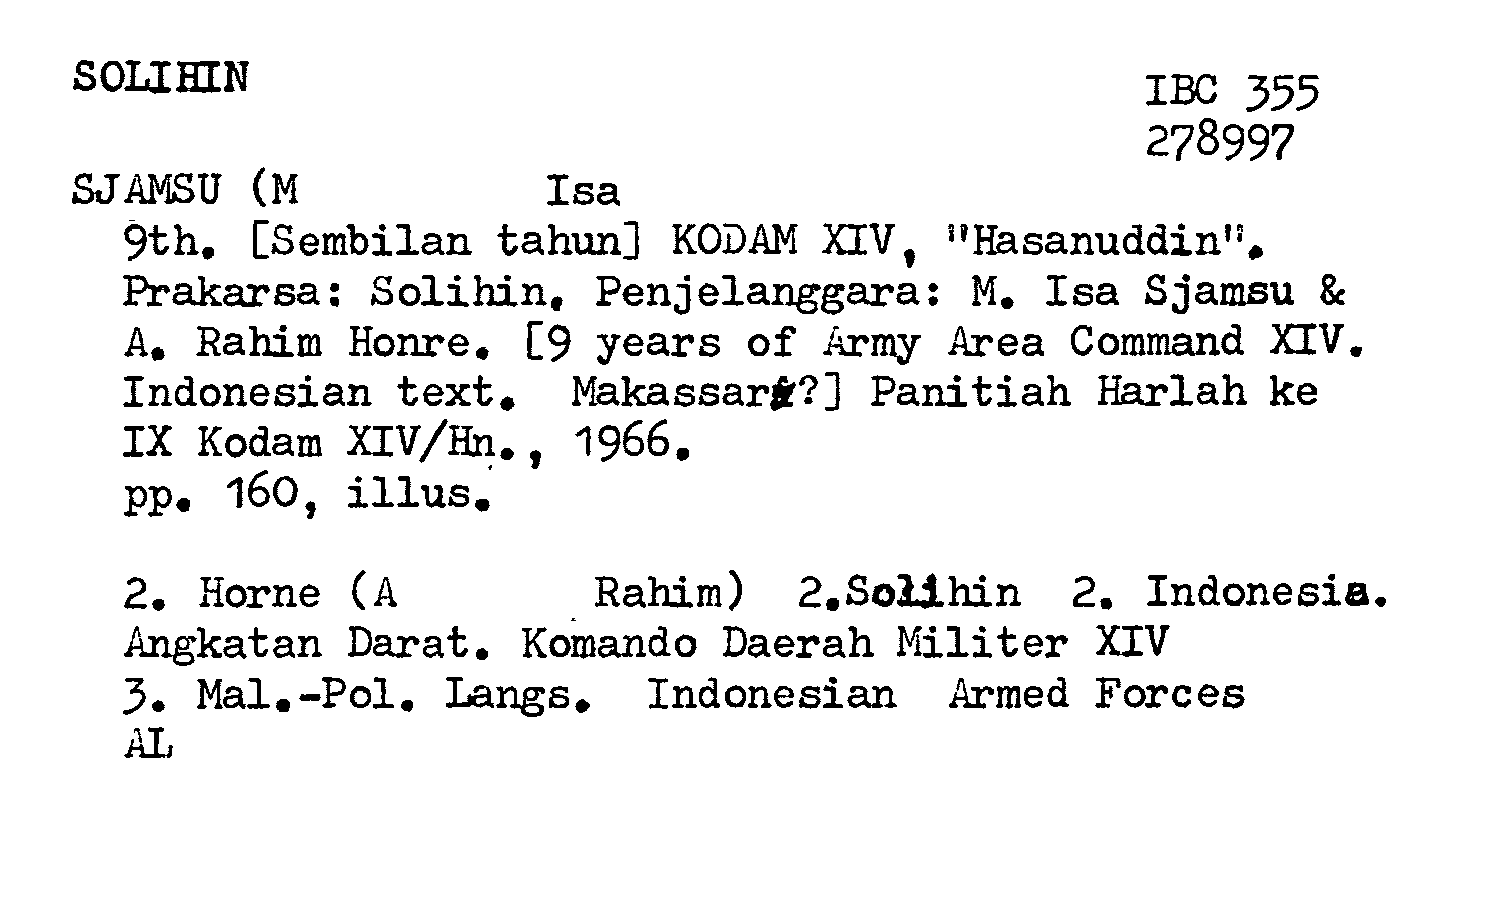 SOLIHIN
IBC 355
278997
SJAMSU (M Isa
9th. [Sembilan tahun] KODAM XIV, "Hasanuddin".
Prakarsa: Solihin. Penjelanggara: M. Isa Sjamsu &
A. Rahim Honre. [9 years of Army Area Command XIV.
Indonesian text. Makassar?] Panitiah Harlah ke
IX Kodam XIV/Hn., 1966.
pp. 160, illus.
2. Horne (A Rahim) 2.Solihin 2. Indonesia.
Angkatan Darat. Komando Daerah Militer XIV
3. Mal.-Pol. Langs. Indonesian Armed Forces
AL